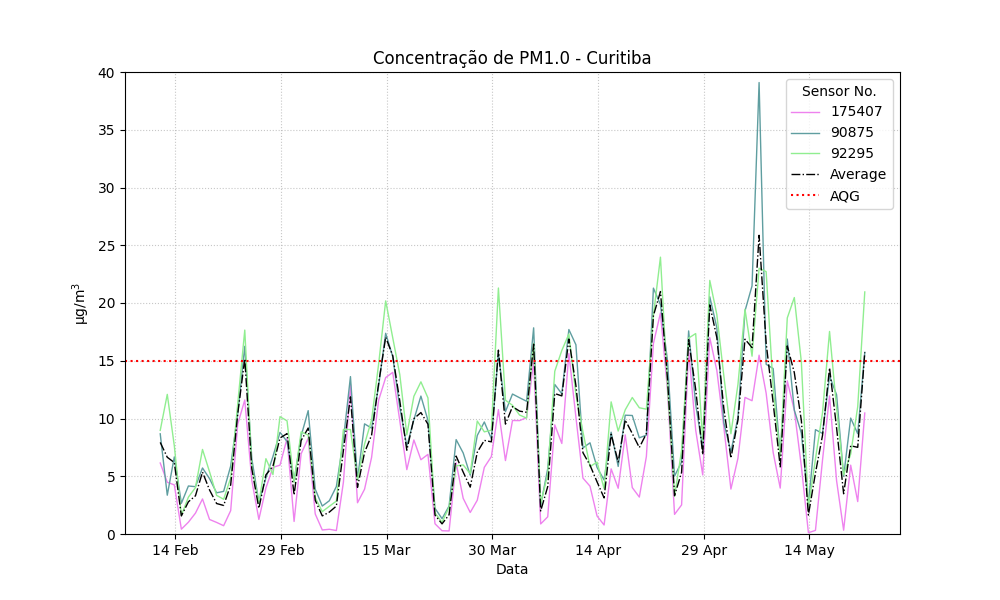 Concentração de PM1.0 - Curitiba
40
35
30
25
20
15
10
5
0
µg/m³
Sensor No.
175407
90875
92295
Average
AQG
14 Feb 29 Feb 15 Mar 30 Mar 14 Apr 29 Apr 14 May
Data